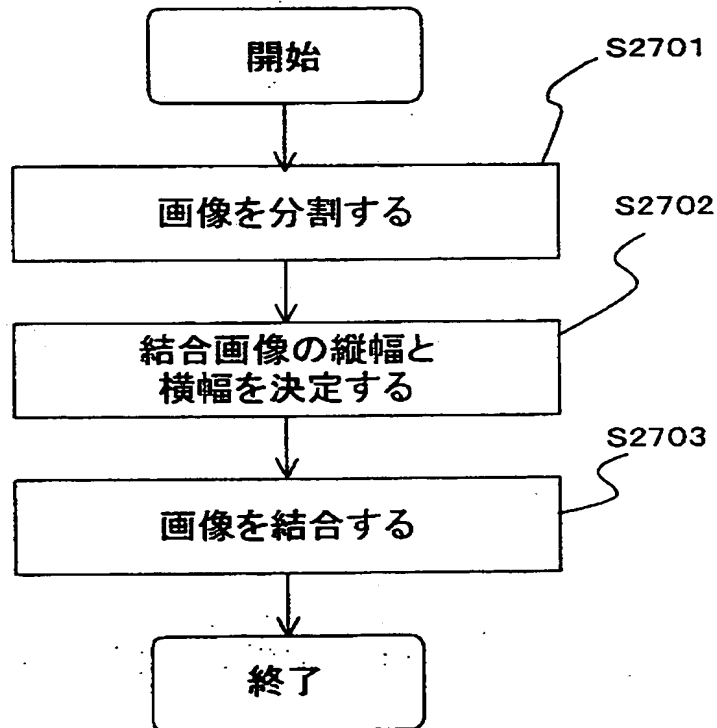 開始
S2701
画像を分割する
S2702
結合画像の縦幅と
横幅を決定する
S2703
画像を結合する
終了